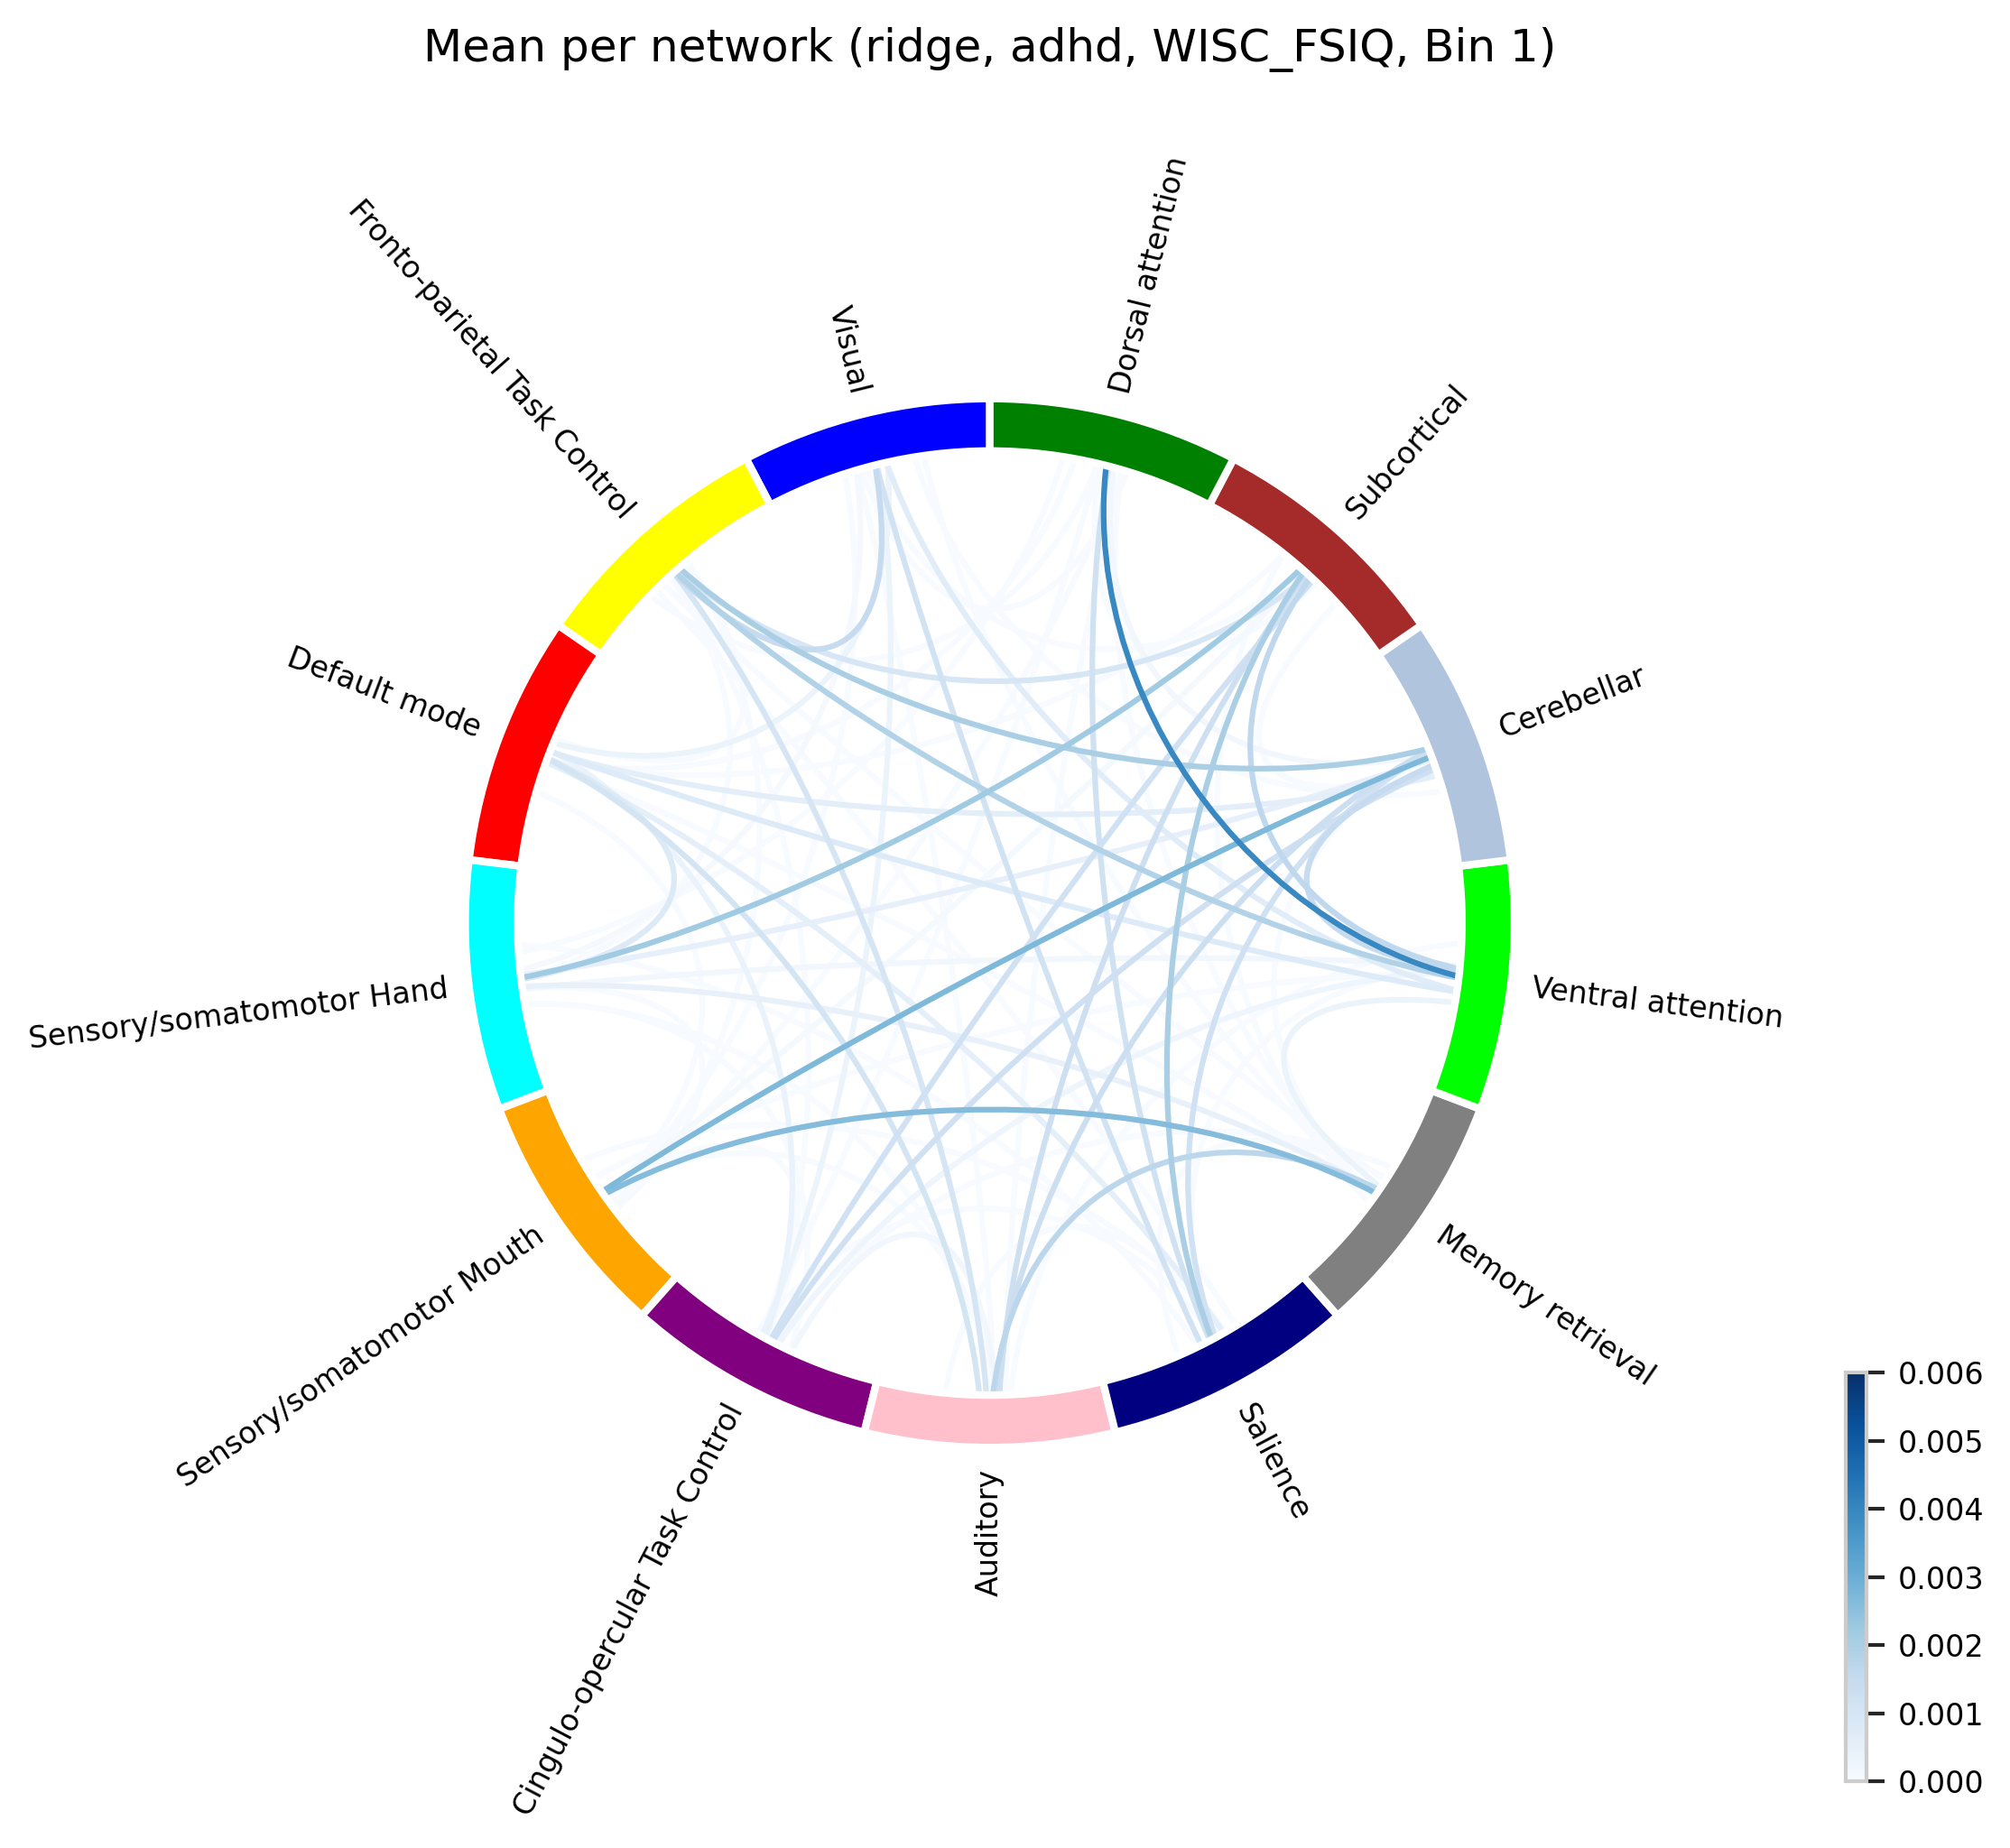 Mean per network (ridge, adhd, WISC_FSIQ, Bin 1)
Dorsal attention
Visual
Fronto-parietal Task Control
Subcortical
Default mode
Cerebellar
Sensory/somatomotor Hand
Ventral attention
Sensory/somatomotor Mouth
Memory retrieval
Cingulo-opercular Task Control
Auditory
Salience
0.006
0.005
0.004
0.003
0.002
0.001
0.000